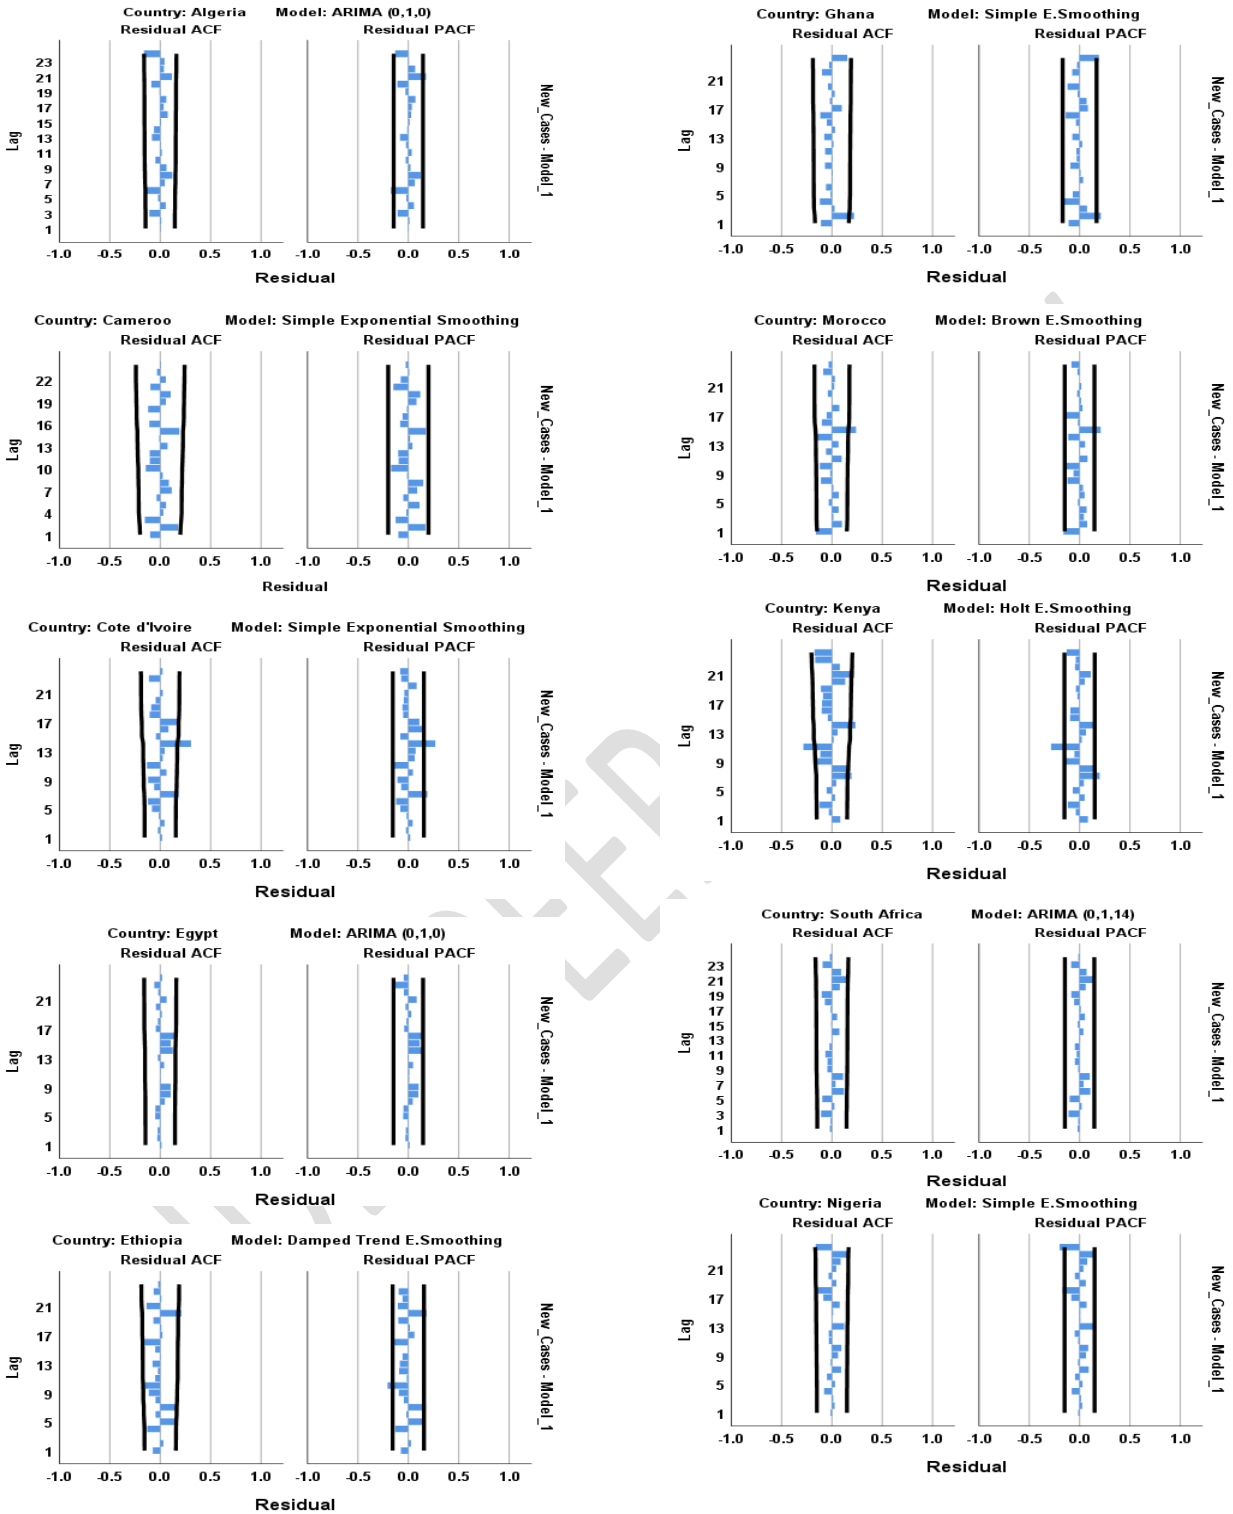 Country: Algeria Model: ARIMA (0,1,0)
Residual ACF Residual PACF
23
21
19
17
15
13
11
9
7
5
3
1
Lag
New_Cases - Model_1
-1.0 -0.5 0.0 0.5 1.0 -1.0 -0.5 0.0 0.5 1.0
Residual
Country: Cameroo Model: Simple Exponential Smoothing
Residual ACF Residual PACF
22
19
16
13
10
7
4
1
Lag
New_Cases - Model_1
-1.0 -0.5 0.0 0.5 1.0 -1.0 -0.5 0.0 0.5 1.0
Residual
Country: Cote d'Ivoire Model: Simple Exponential Smoothing
Residual ACF Residual PACF
21
17
13
9
5
1
Lag
New_Cases - Model_1
-1.0 -0.5 0.0 0.5 1.0 -1.0 -0.5 0.0 0.5 1.0
Residual
Country: Egypt Model: ARIMA (0,1,0)
Residual ACF Residual PACF
21
17
13
9
5
1
Lag
New_Cases - Model_1
-1.0 -0.5 0.0 0.5 1.0 -1.0 -0.5 0.0 0.5 1.0
Residual
Country: Ethiopia Model: Damped Trend E.Smoothing
Residual ACF Residual PACF
21
17
13
9
5
1
Lag
New_Cases - Model_1
-1.0 -0.5 0.0 0.5 1.0 -1.0 -0.5 0.0 0.5 1.0
Residual
Country: Ghana Model: Simple E.Smoothing
Residual ACF Residual PACF
21
17
13
9
5
1
Lag
New_Cases - Model_1
-1.0 -0.5 0.0 0.5 1.0 -1.0 -0.5 0.0 0.5 1.0
Residual
Country: Morocco Model: Brown E.Smoothing
Residual ACF Residual PACF
21
17
13
9
5
1
Lag
New_Cases - Model_1
-1.0 -0.5 0.0 0.5 1.0 -1.0 -0.5 0.0 0.5 1.0
Residual
Country: Kenya Model: Holt E.Smoothing
Residual ACF Residual PACF
21
17
13
9
5
1
Lag
New_Cases - Model_1
-1.0 -0.5 0.0 0.5 1.0 -1.0 -0.5 0.0 0.5 1.0
Residual
Country: South Africa Model: ARIMA (0,1,14)
Residual ACF Residual PACF
23
21
19
17
15
13
11
9
7
5
3
1
Lag
New_Cases - Model_1
-1.0 -0.5 0.0 0.5 1.0 -1.0 -0.5 0.0 0.5 1.0
Residual
Country: Nigeria Model: Simple E.Smoothing
Residual ACF Residual PACF
21
17
13
9
5
1
Lag
New_Cases - Model_1
-1.0 -0.5 0.0 0.5 1.0 -1.0 -0.5 0.0 0.5 1.0
Residual